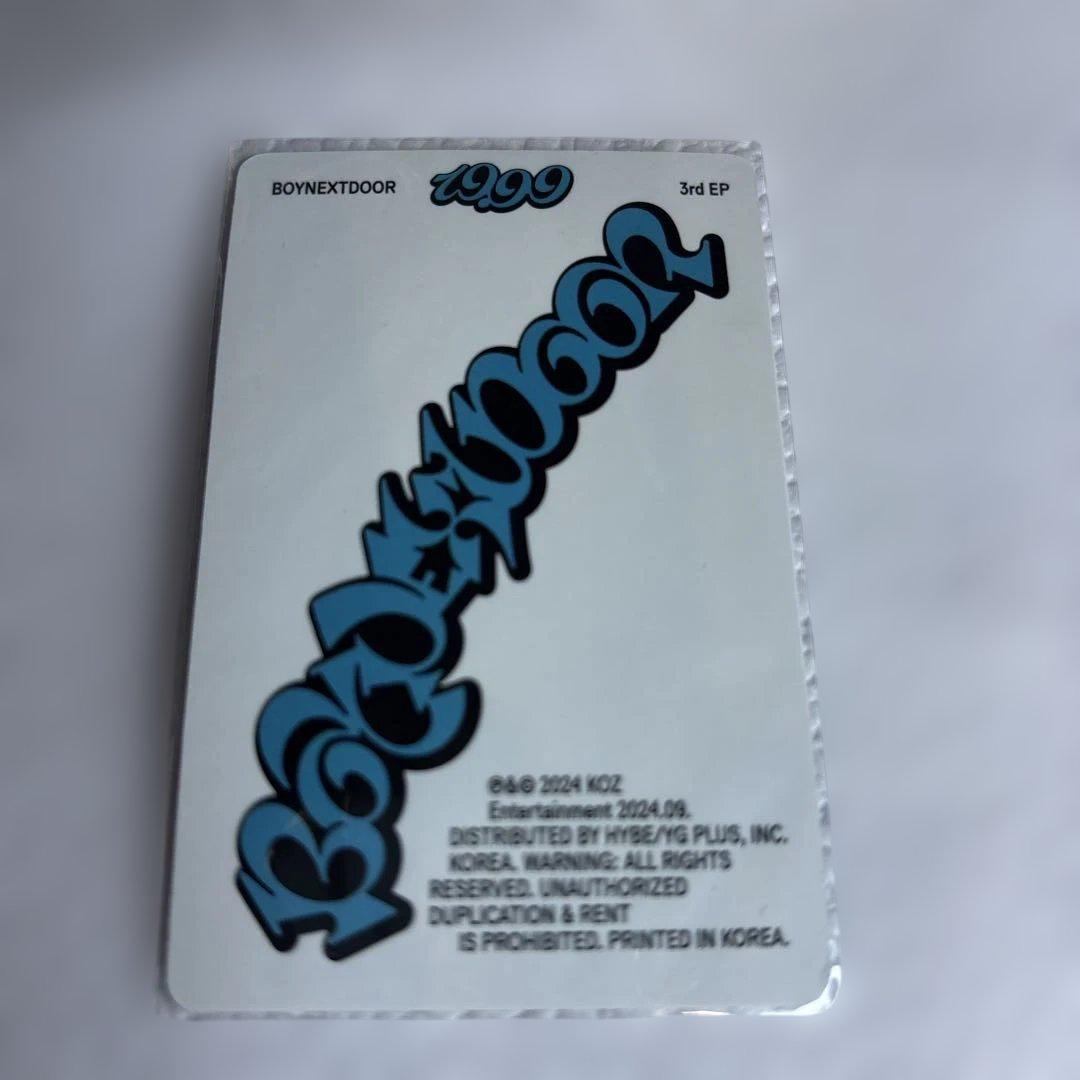 BOYNEXTDOOR 19.99 3rd EP
BOYNEXTDOOR
℗&© 2024 KOZ
Entertainment 2024.09.
DISTRIBUTED BY HYBE/YG PLUS, INC.
KOREA. WARNING: ALL RIGHTS
RESERVED. UNAUTHORIZED
DUPLICATION & RENT
IS PROHIBITED. PRINTED IN KOREA.